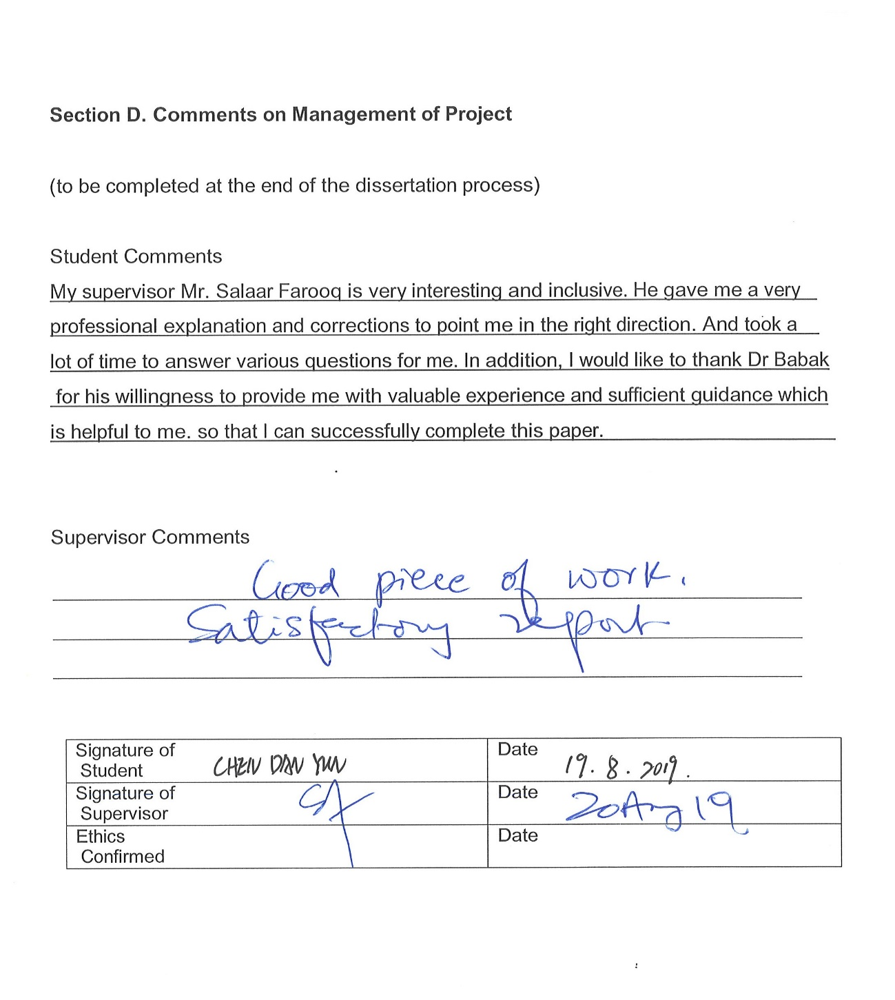 Section D. Comments on Management of Project
(to be completed at the end of the dissertation process)
Student Comments
My supervisor Mr. Salaar Farooq is very interesting and inclusive. He gave me a very
professional explanation and corrections to point me in the right direction. And took a
lot of time to answer various questions for me. In addition, I would like to thank Dr Babak
for his willingness to provide me with valuable experience and sufficient guidance which
is helpful to me. so that I can successfully complete this paper.
Supervisor Comments
Good piece of work.
Satisfactory report
Signature of
Student
CHEN DAN YUN
Date
19.8.2019.
Signature of
Supervisor
Date
20 Aug 19
Ethics
Confirmed
Date